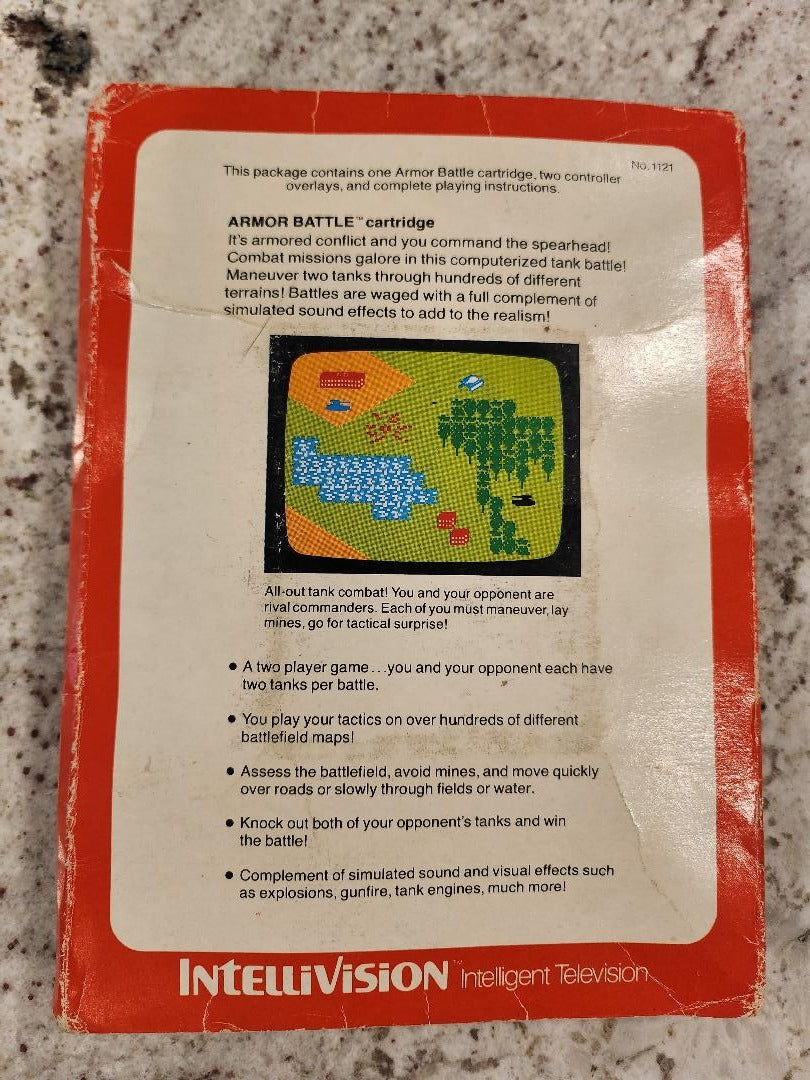 No. 1121
This package contains one Armor Battle cartridge, two controller
overlays, and complete playing instructions.
ARMOR BATTLE™ cartridge
It's armored conflict and you command the spearhead!
Combat missions galore in this computerized tank battle!
Maneuver two tanks through hundreds of different
terrains! Battles are waged with a full complement of
simulated sound effects to add to the realism!
All-out tank combat! You and your opponent are
rival commanders. Each of you must maneuver, lay
mines, go for tactical surprise!
● A two player game...you and your opponent each have
two tanks per battle.
● You play your tactics on over hundreds of different
battlefield maps!
● Assess the battlefield, avoid mines, and move quickly
over roads or slowly through fields or water.
● Knock out both of your opponent's tanks and win
the battle!
● Complement of simulated sound and visual effects such
as explosions, gunfire, tank engines, much more!
INTELLIVISION™ Intelligent Television